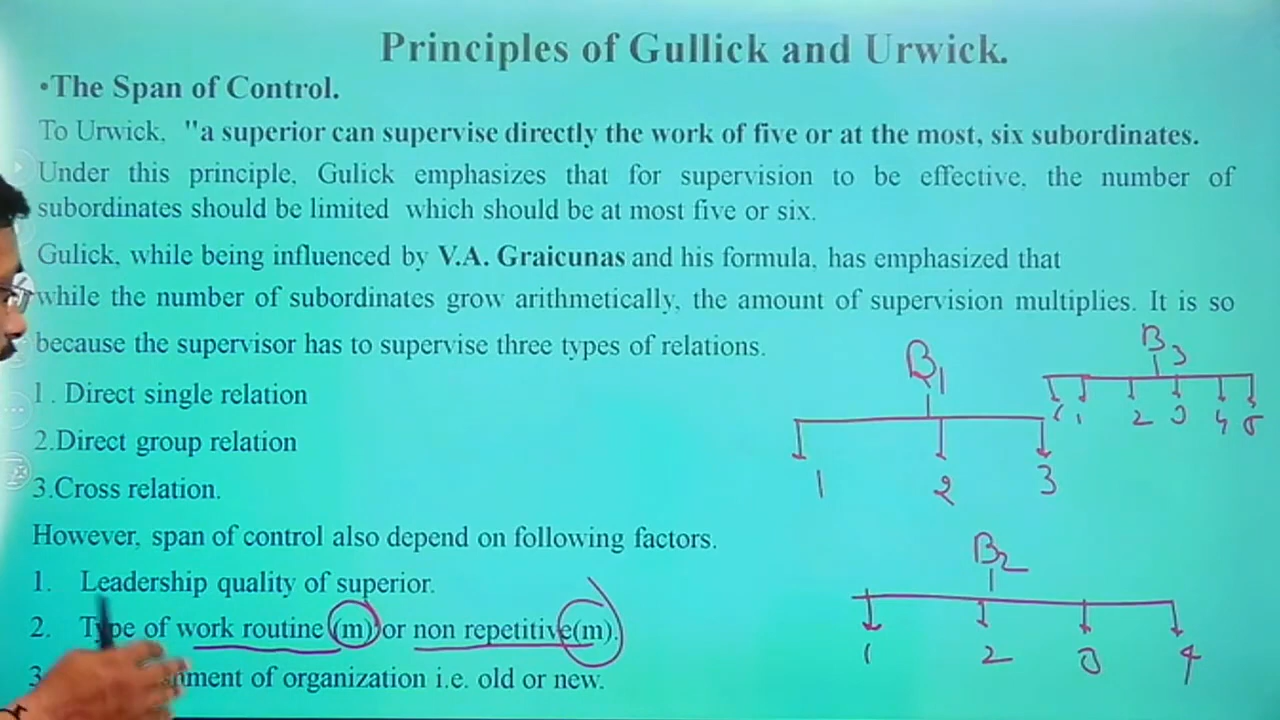 Principles of Gullick and Urwick.
•The Span of Control.
To Urwick, "a superior can supervise directly the work of five or at the most, six subordinates.
Under this principle, Gulick emphasizes that for supervision to be effective, the number of
subordinates should be limited which should be at most five or six.
Gulick, while being influenced by V.A. Graicunas and his formula, has emphasized that
while the number of subordinates grow arithmetically, the amount of supervision multiplies. It is so
because the supervisor has to supervise three types of relations.
1. Direct single relation
2.Direct group relation
3.Cross relation.
However, span of control also depend on following factors.
1. Leadership quality of superior.
2. Type of work routine (m) or non repetitive(m).
3 of organization i.e. old or new.
B1
1 2 3
B3
1 2 3 4 5
B2
1 2 3 4